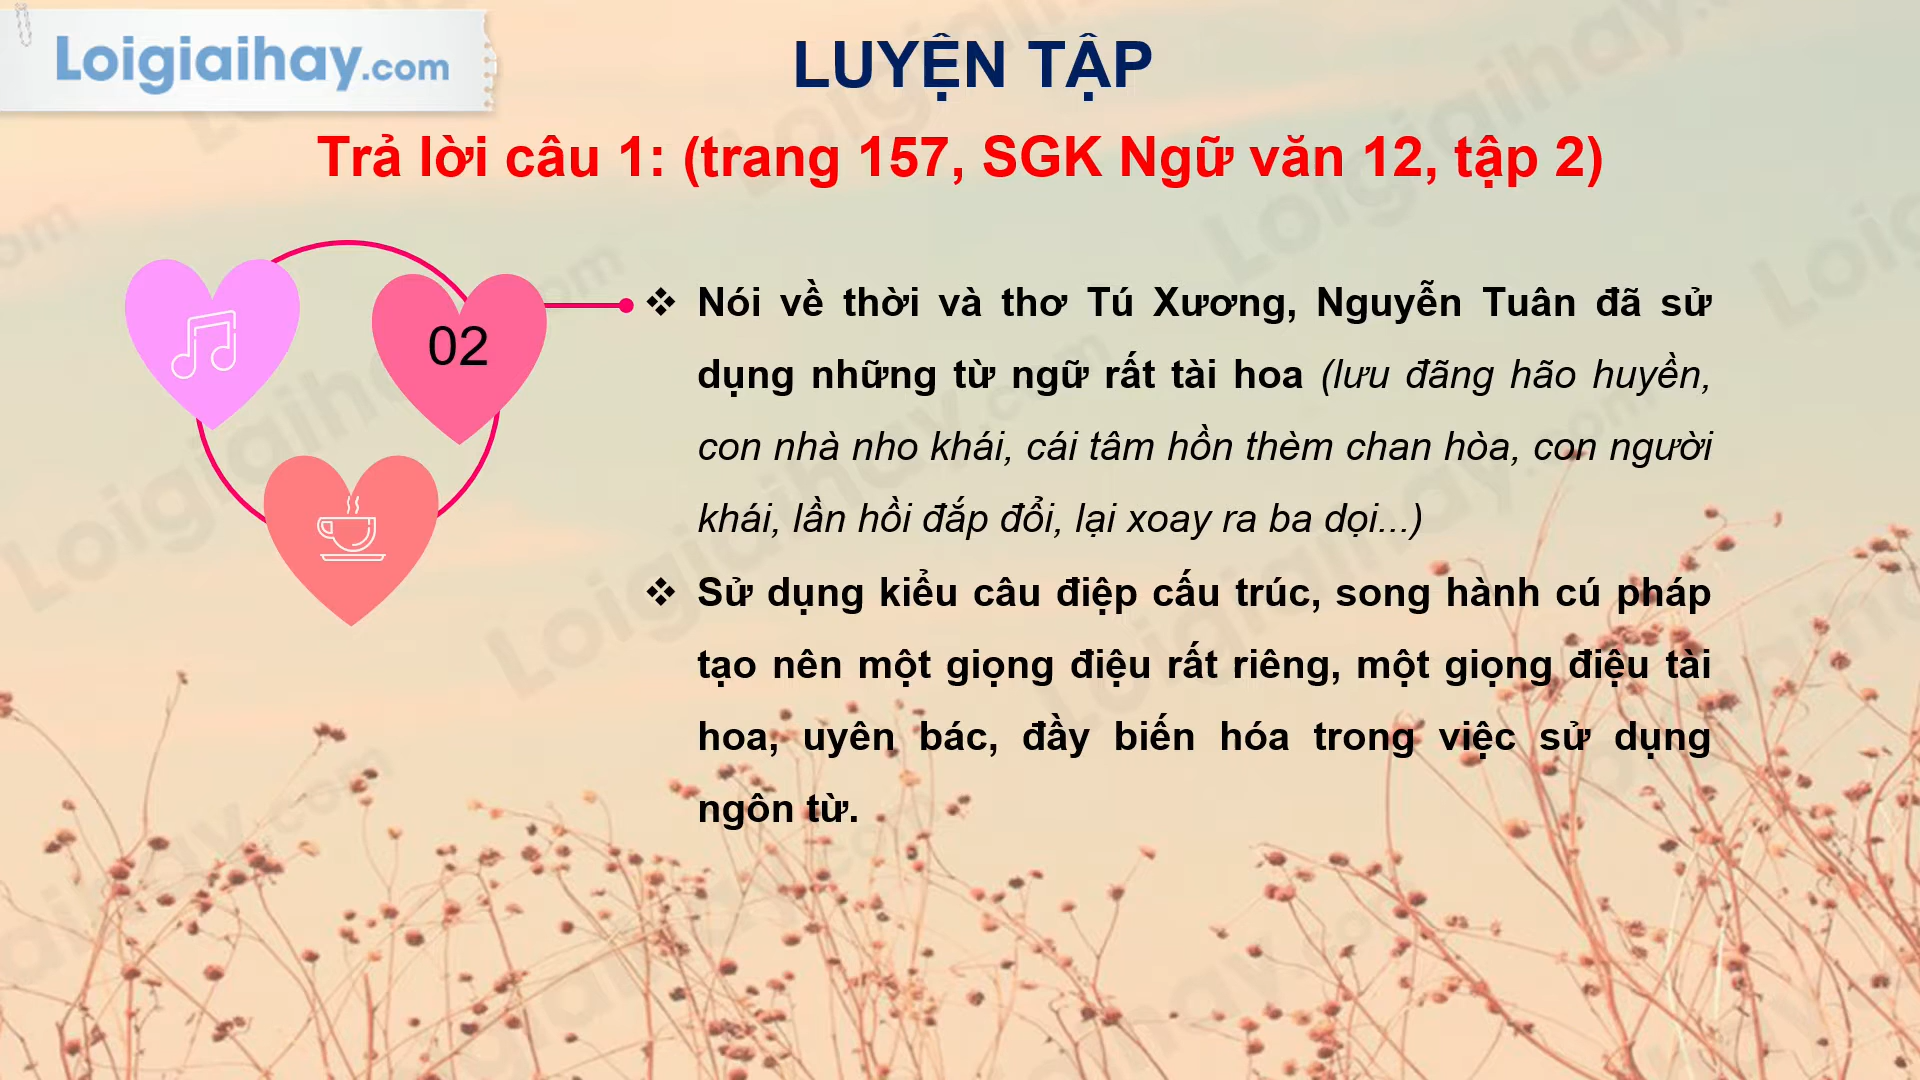 Loigiaihay.com
LUYỆN TẬP
Trả lời câu 1: (trang 157, SGK Ngữ văn 12, tập 2)
02
❖ Nói về thời và thơ Tú Xương, Nguyễn Tuân đã sử
dụng những từ ngữ rất tài hoa (lưu đãng hão huyền,
con nhà nho khái, cái tâm hồn thèm chan hòa, con người
khái, lần hồi đắp đổi, lại xoay ra ba dọi...)
❖ Sử dụng kiểu câu điệp cấu trúc, song hành cú pháp
tạo nên một giọng điệu rất riêng, một giọng điệu tài
hoa, uyên bác, đầy biến hóa trong việc sử dụng
ngôn từ.